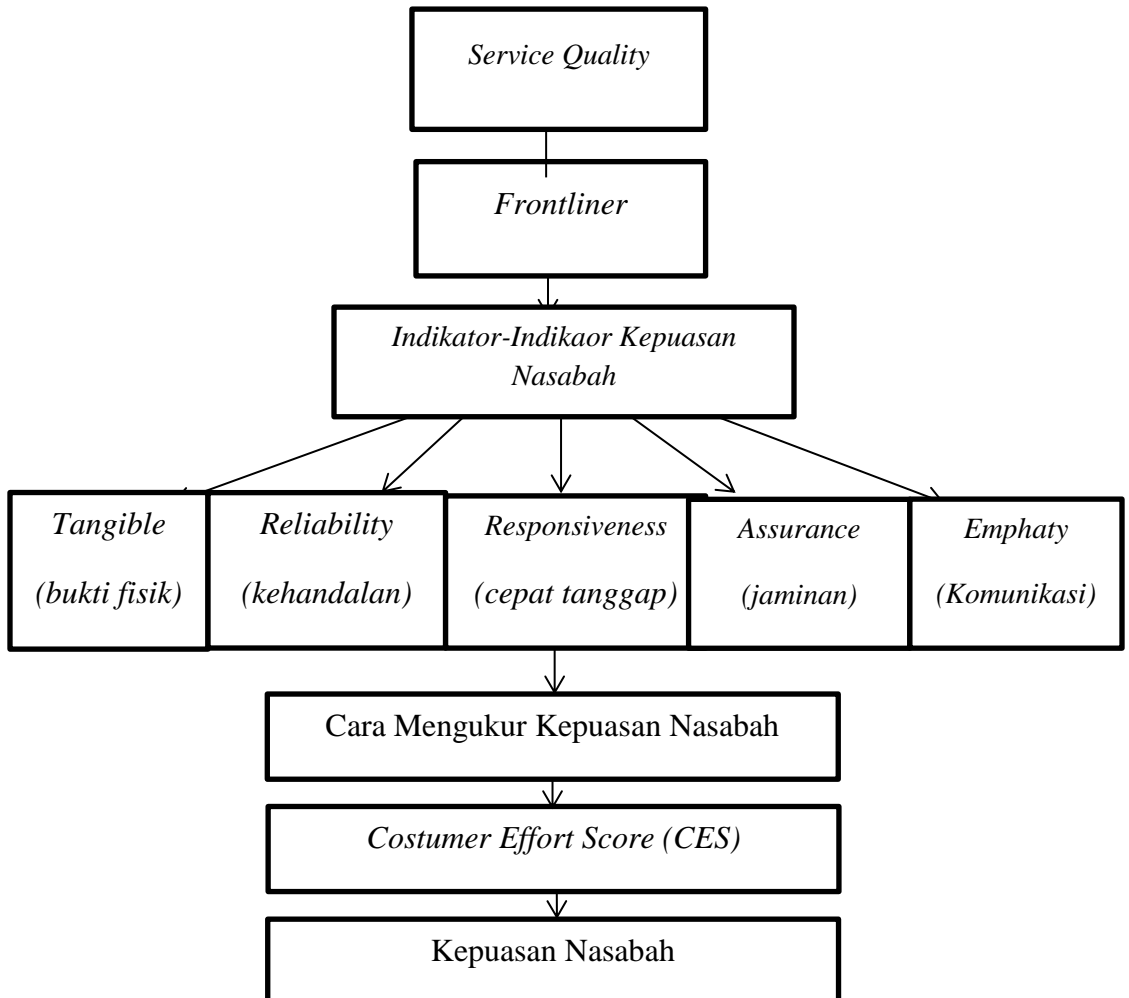 Service Quality
Frontliner
Indikator-Indikaor Kepuasan
Nasabah
Tangible
(bukti fisik)
Reliability
(kehandalan)
Responsiveness
(cepat tanggap)
Assurance
(jaminan)
Emphaty
(Komunikasi)
Cara Mengukur Kepuasan Nasabah
Costumer Effort Score (CES)
Kepuasan Nasabah